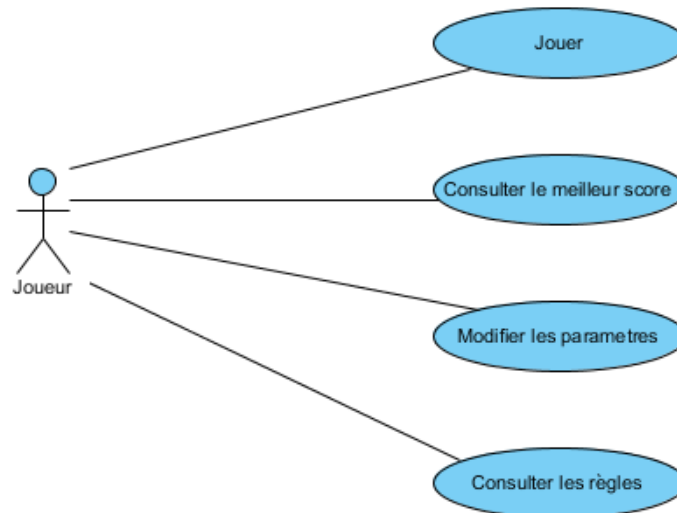 Jouer
Consulter le meilleur score
Joueur
Modifier les parametres
Consulter les règles